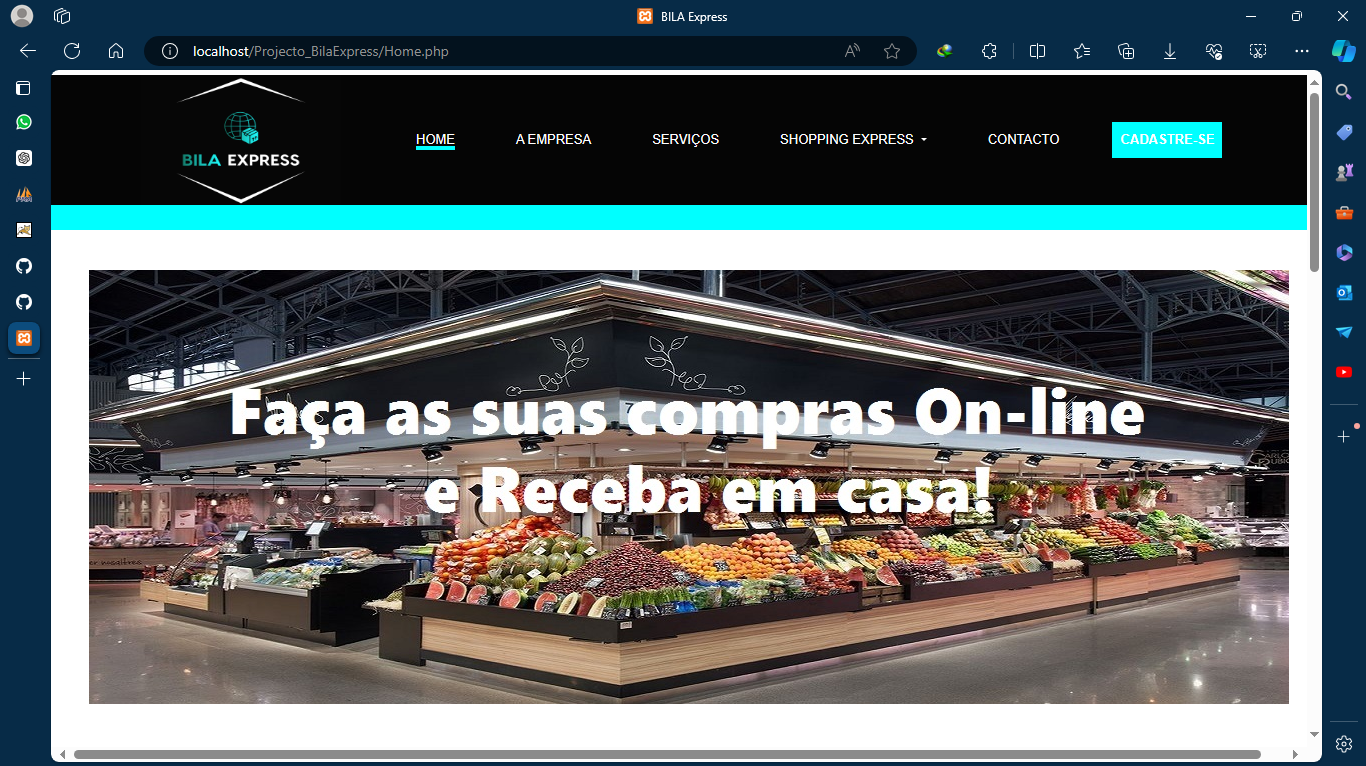 BILA Express
localhost/Projecto_BilaExpress/Home.php
BILA EXPRESS
HOME
A EMPRESA
SERVIÇOS
SHOPPING EXPRESS
CONTACTO
CADASTRE-SE
Faça as suas compras On-line
e Receba em casa!